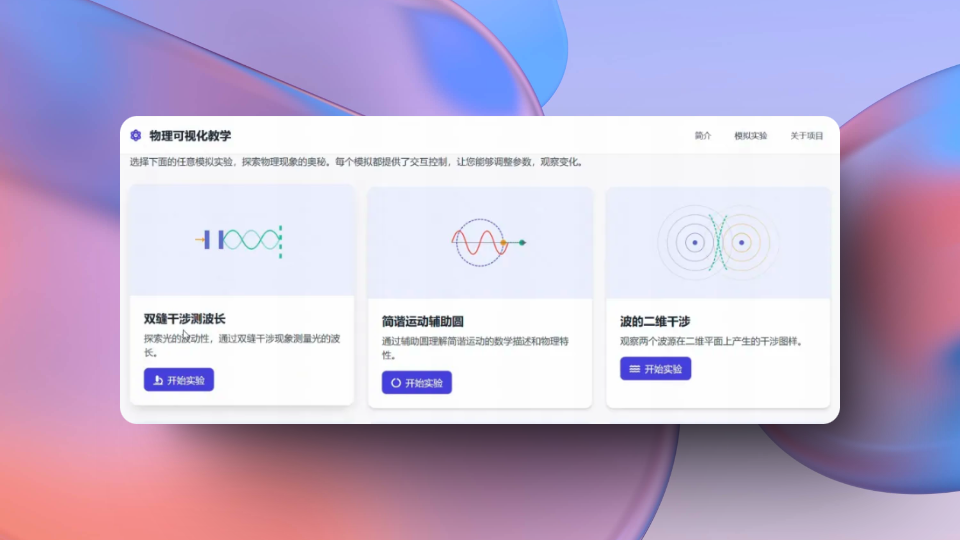 物理可视化教学
简介
模拟实验
关于项目
选择下面的任意模拟实验，探索物理现象的奥秘。每个模拟都提供了交互控制，让您能够调整参数，观察变化。
双缝干涉测波长
探索光的波动性，通过双缝干涉现象测量光的波
长。
开始实验
简谐运动辅助圆
通过辅助圆理解简谐运动的数学描述和物理特
性。
开始实验
波的二维干涉
观察两个波源在二维平面上产生的干涉图样。
开始实验